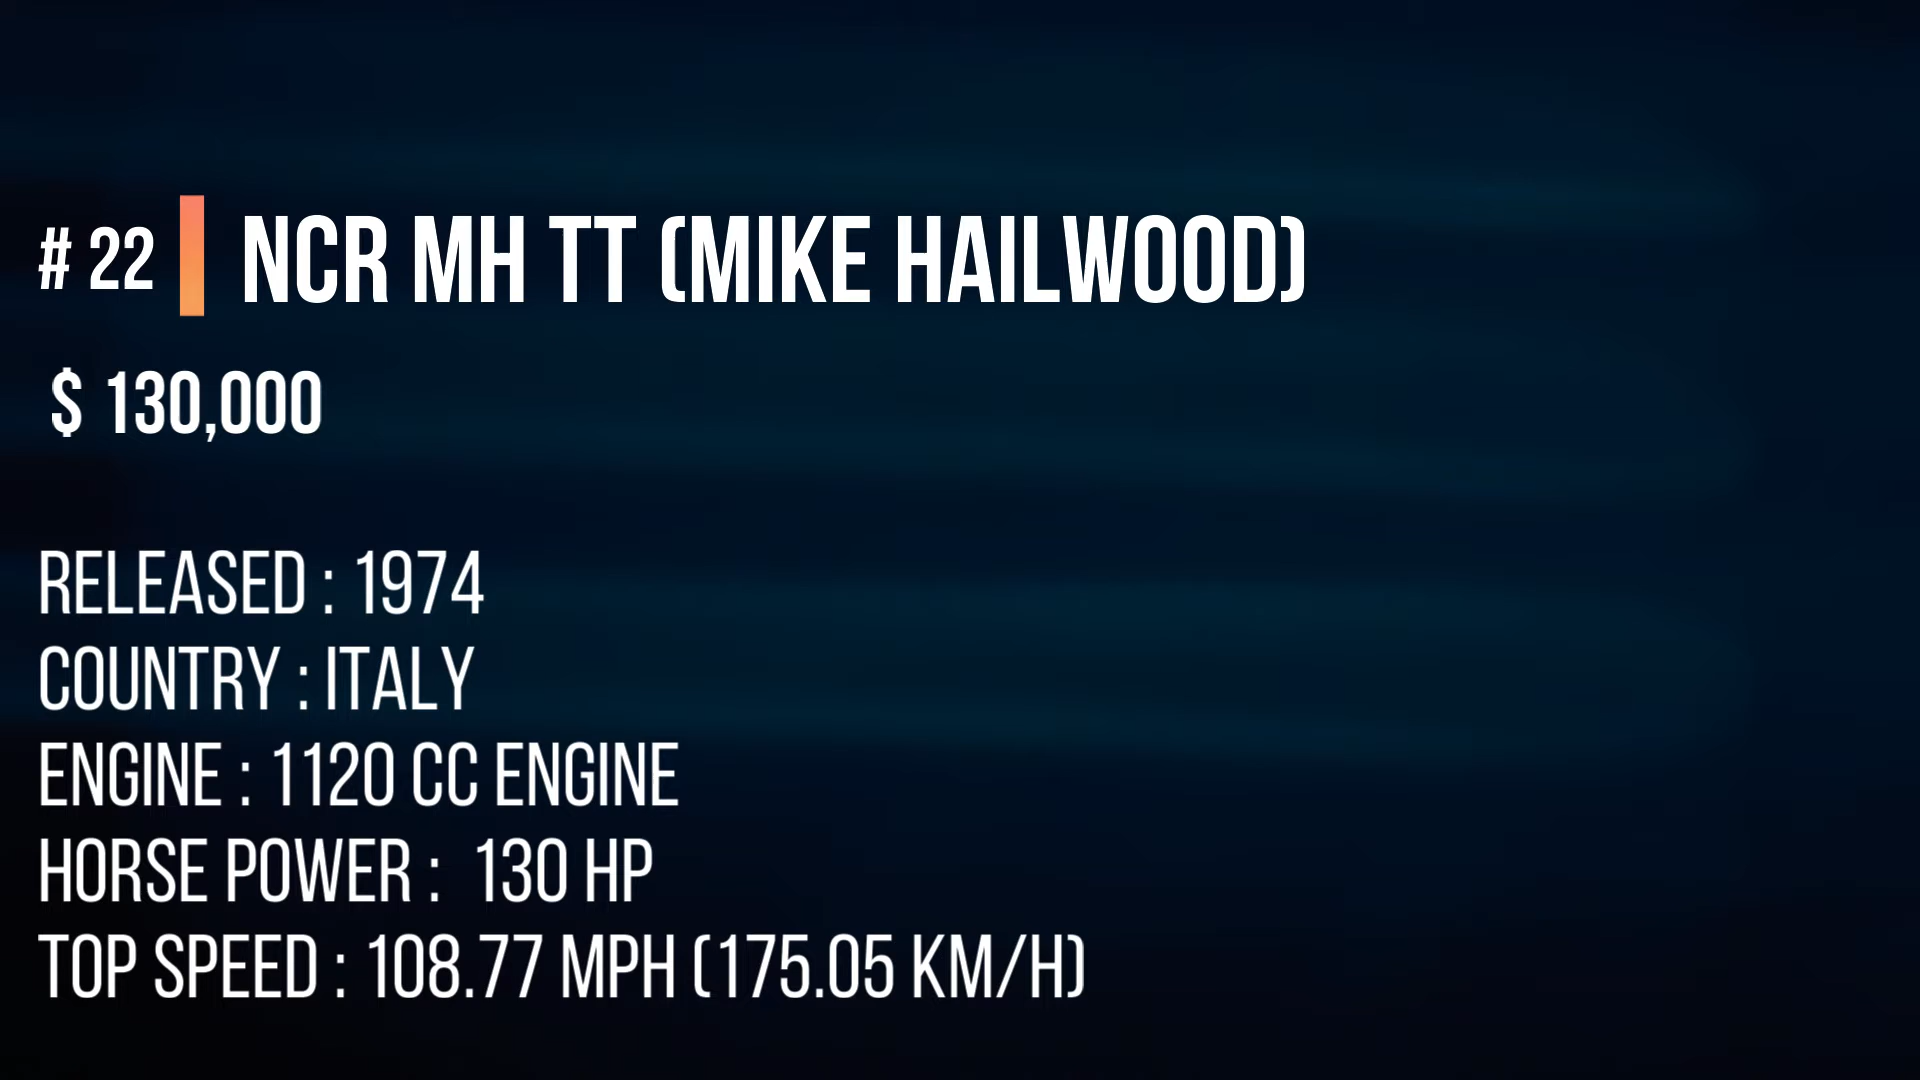 # 22 NCR MH TT (MIKE HAILWOOD)
$ 130,000
RELEASED : 1974
COUNTRY : ITALY
ENGINE : 1120 CC ENGINE
HORSE POWER : 130 HP
TOP SPEED : 108.77 MPH (175.05 KM/H)